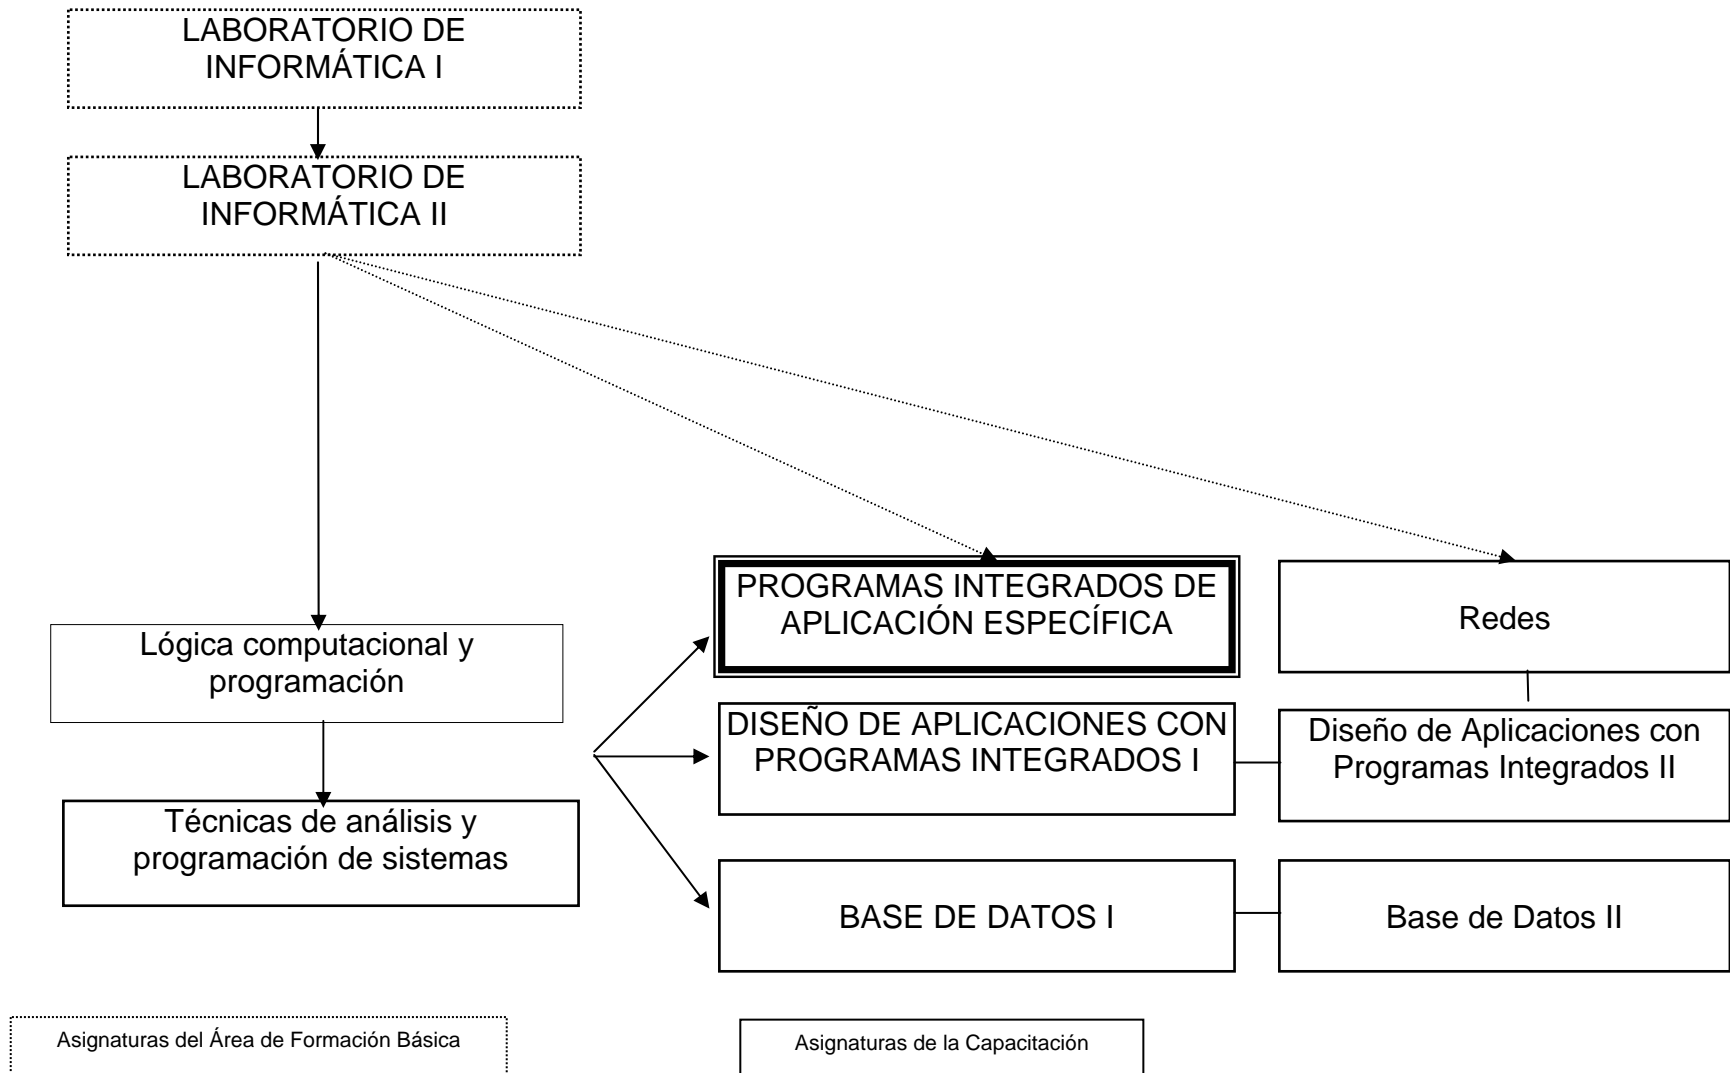 LABORATORIO DE
INFORMÁTICA I
LABORATORIO DE
INFORMÁTICA II
Lógica computacional y
programación
Técnicas de análisis y
programación de sistemas
PROGRAMAS INTEGRADOS DE
APLICACIÓN ESPECÍFICA
Redes
DISEÑO DE APLICACIONES CON
PROGRAMAS INTEGRADOS I
Diseño de Aplicaciones con
Programas Integrados II
BASE DE DATOS I
Base de Datos II
Asignaturas del Área de Formación Básica
Asignaturas de la Capacitación